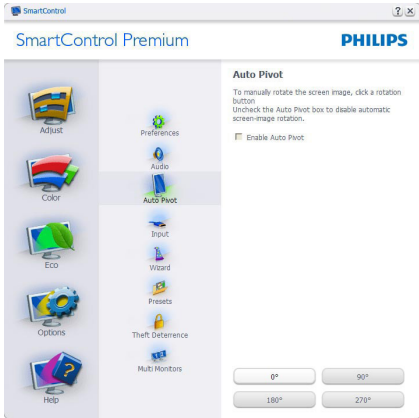 SmartControl
? ×
SmartControl Premium
PHILIPS
Adjust
Color
Eco
Options
Help
Preferences
Audio
Auto Pivot
Input
Wizard
Presets
Theft Deterrence
Multi Monitors
Auto Pivot
To manually rotate the screen image, click a rotation
button
Uncheck the Auto Pivot box to disable automatic
screen-image rotation.
Enable Auto Pivot
0° 90°
180° 270°